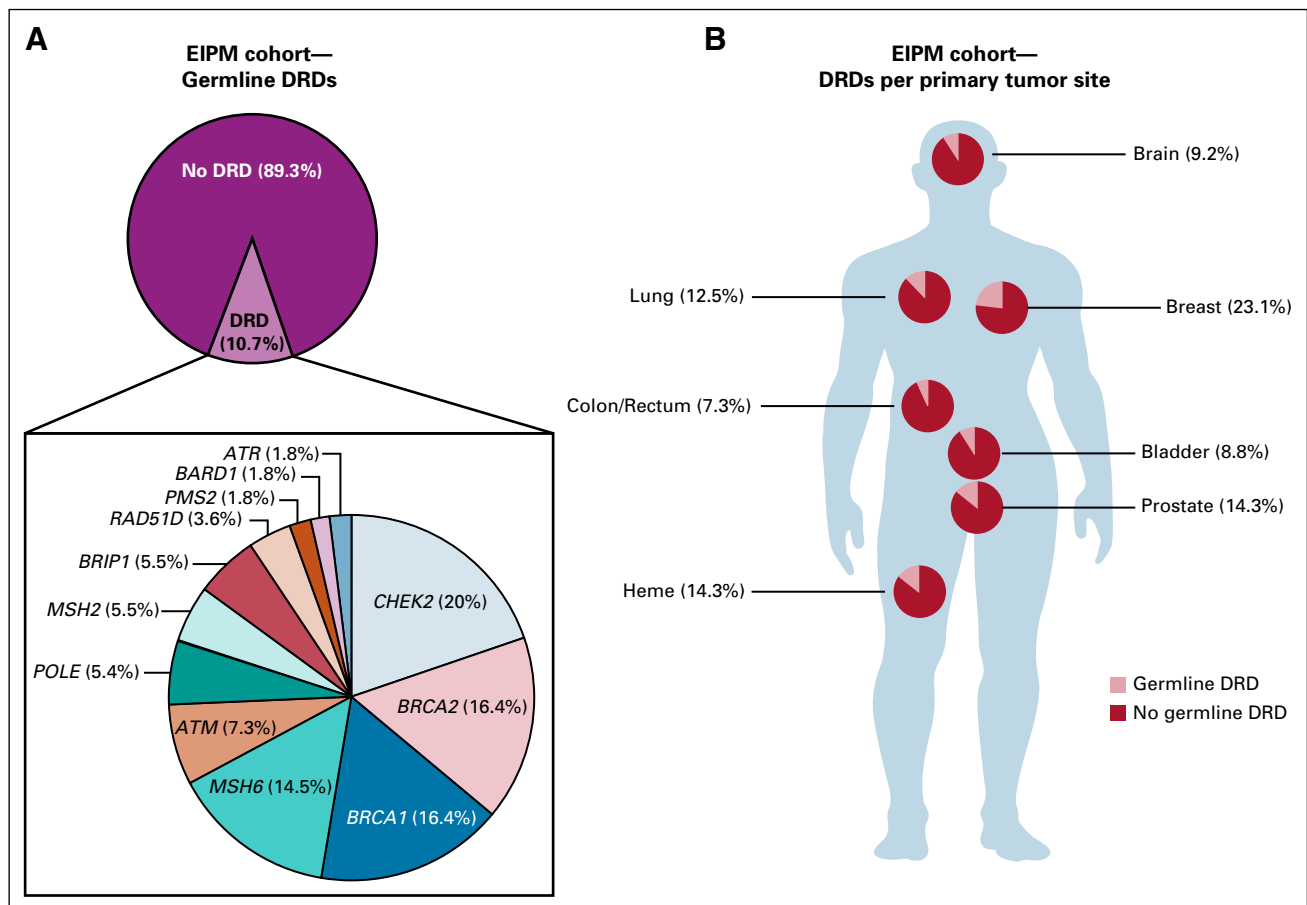 A
EIPM cohort—
Germline DRDs
No DRD (89.3%)
DRD
(10.7%)
ATR (1.8%)
BARD1 (1.8%)
PMS2 (1.8%)
RAD51D (3.6%)
BRIP1 (5.5%)
MSH2 (5.5%)
POLE (5.4%)
ATM (7.3%)
MSH6 (14.5%)
BRCA1 (16.4%)
BRCA2 (16.4%)
CHEK2 (20%)
B
EIPM cohort—
DRDs per primary tumor site
Brain (9.2%)
Lung (12.5%)
Breast (23.1%)
Colon/Rectum (7.3%)
Bladder (8.8%)
Prostate (14.3%)
Heme (14.3%)
Germline DRD
No germline DRD